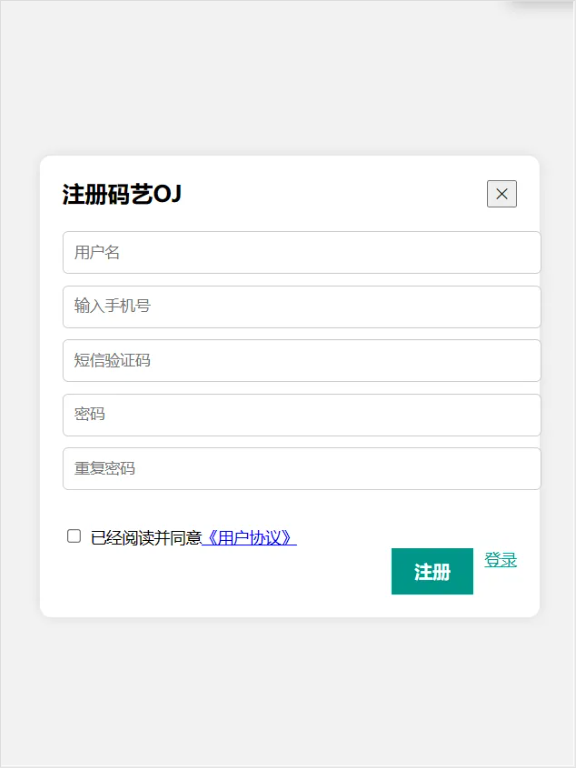 注册码艺OJ
用户名
输入手机号
短信验证码
密码
重复密码
已经阅读并同意《用户协议》
注册 登录